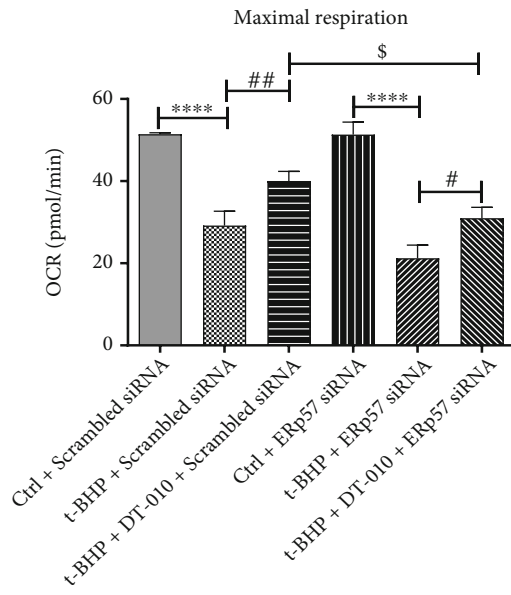 Maximal respiration
$
##
****
****
#
OCR (pmol/min)
60
40
20
0
Ctrl + Scrambled siRNA
t-BHP + Scrambled siRNA
t-BHP + DT-010 + Scrambled siRNA
Ctrl + ERp57 siRNA
t-BHP + ERp57 siRNA
t-BHP + DT-010 + ERp57 siRNA